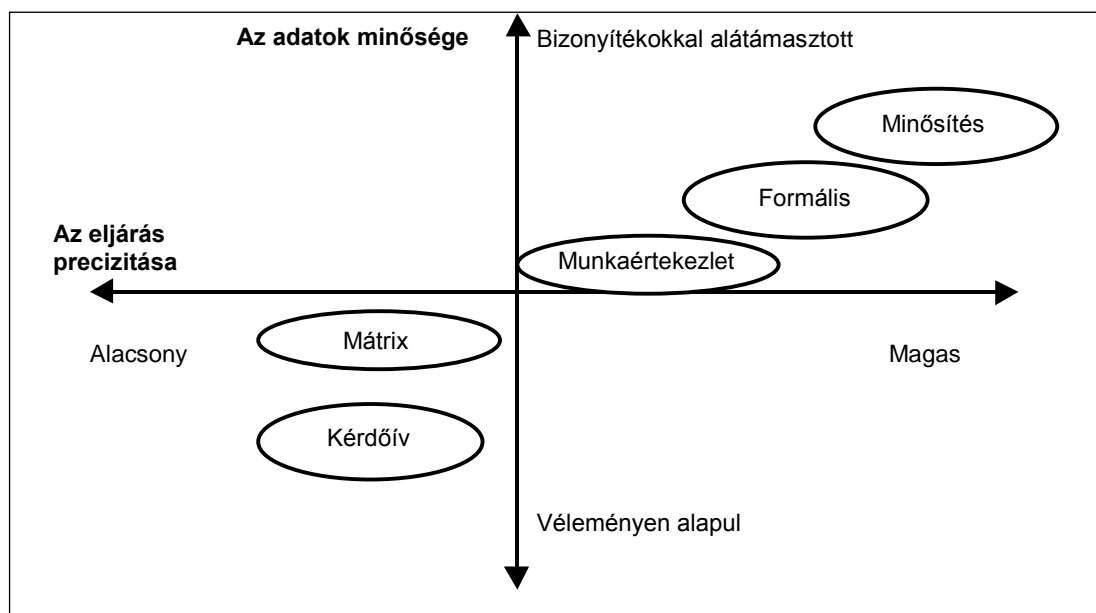 Az adatok minősége
Bizonyítékokkal alátámasztott
Minősítés
Formális
Az eljárás
precizitása
Munkaértekezlet
Mátrix
Alacsony
Magas
Kérdőív
Véleményen alapul